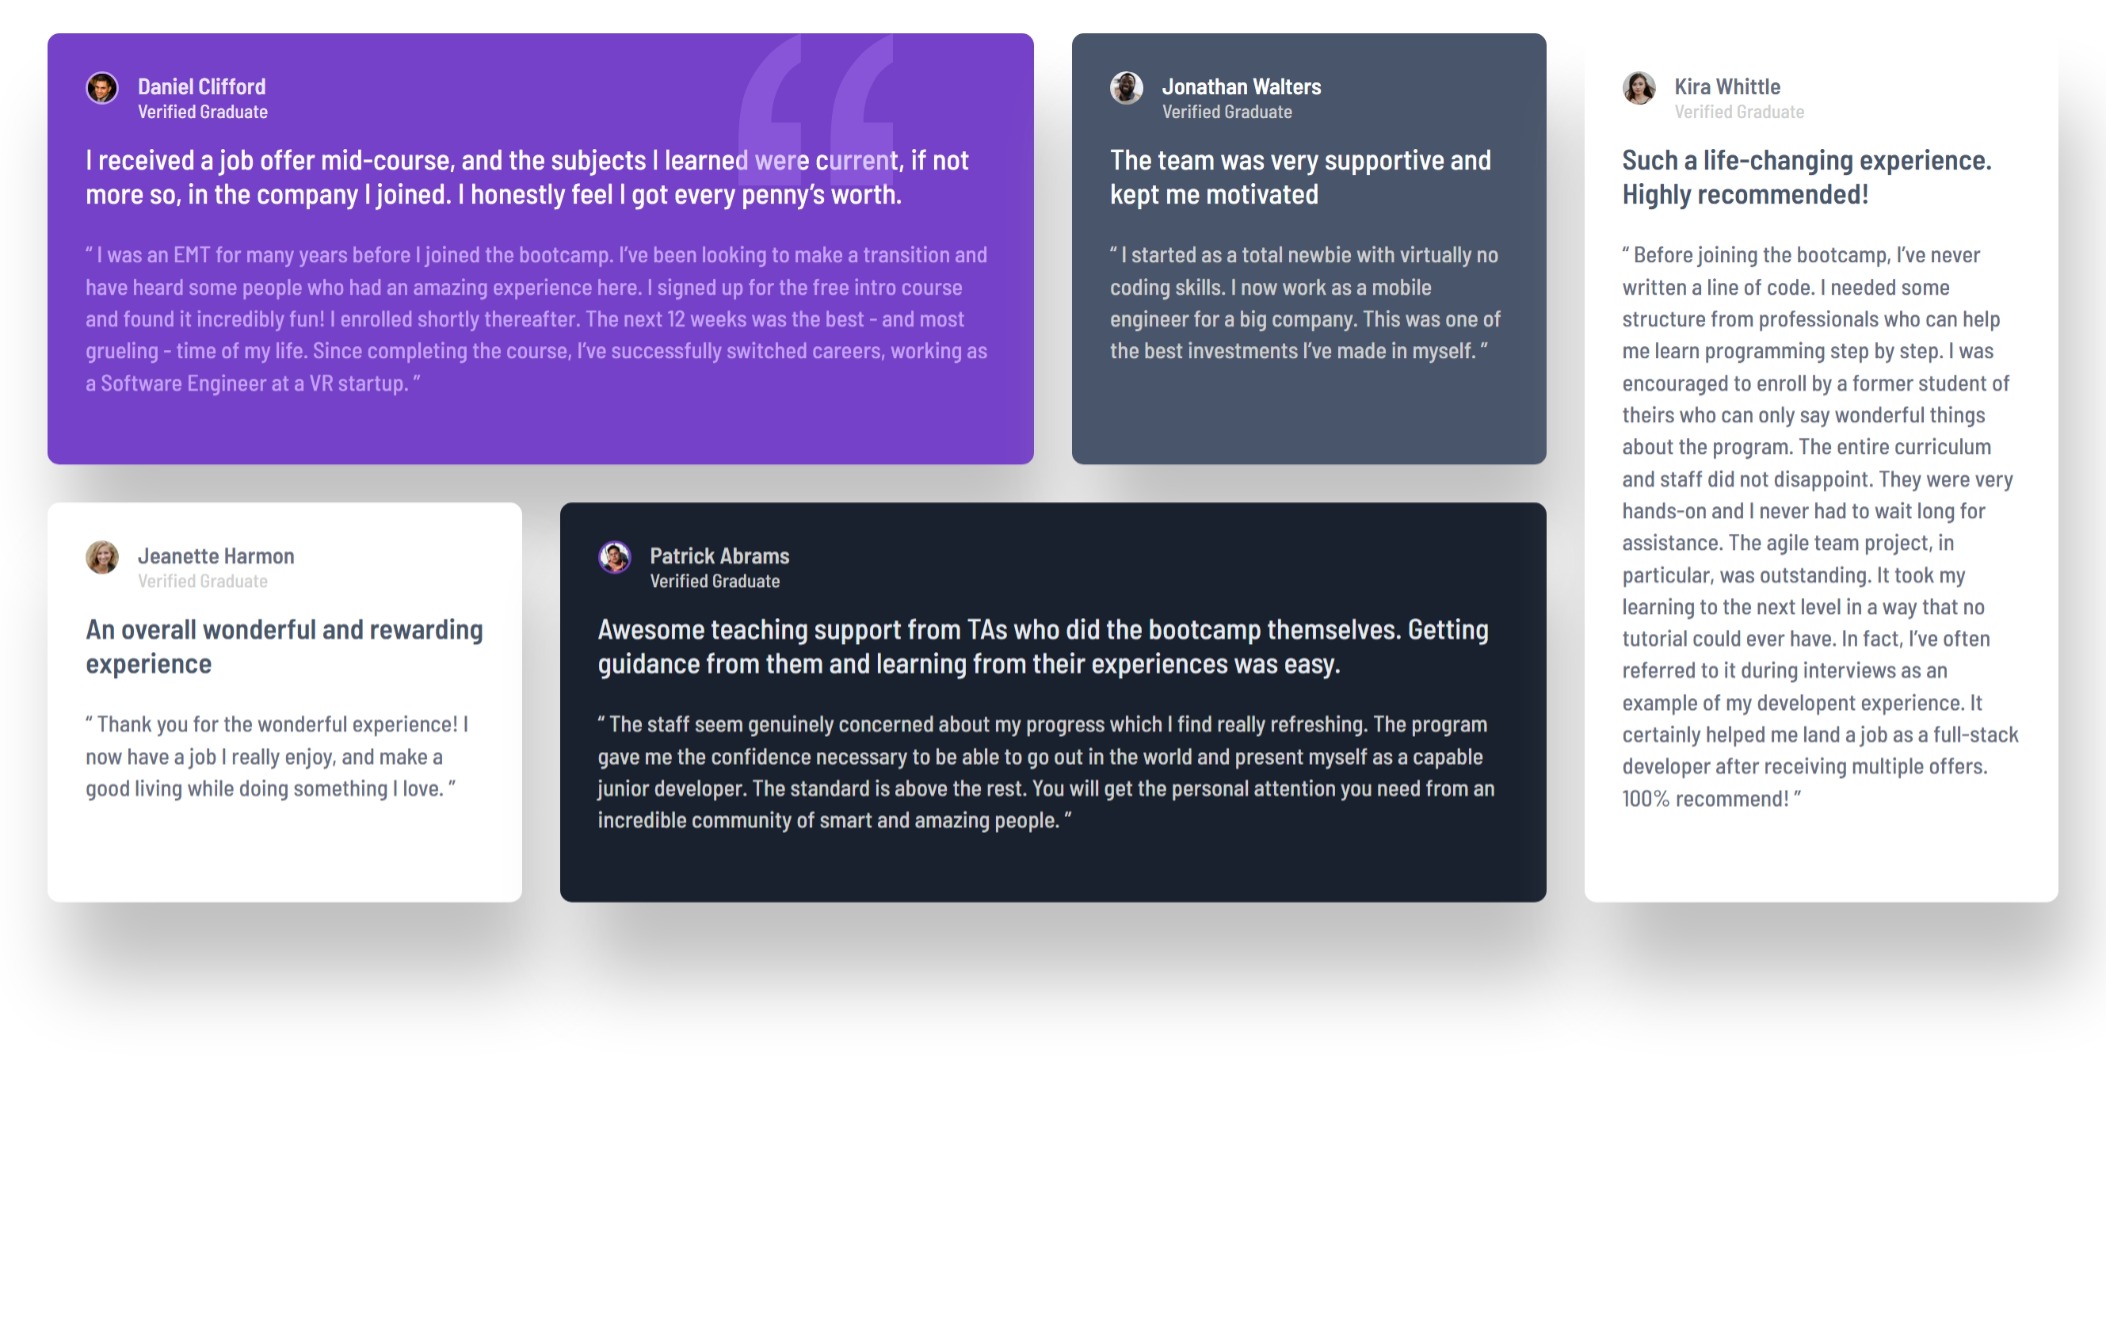 Daniel Clifford
Verified Graduate
I received a job offer mid-course, and the subjects I learned were current, if not
more so, in the company I joined. I honestly feel I got every penny’s worth.
“ I was an EMT for many years before I joined the bootcamp. I’ve been looking to make a transition and
have heard some people who had an amazing experience here. I signed up for the free intro course
and found it incredibly fun! I enrolled shortly thereafter. The next 12 weeks was the best - and most
grueling - time of my life. Since completing the course, I’ve successfully switched careers, working as
a Software Engineer at a VR startup. ”
Jonathan Walters
Verified Graduate
The team was very supportive and
kept me motivated
“ I started as a total newbie with virtually no
coding skills. I now work as a mobile
engineer for a big company. This was one of
the best investments I’ve made in myself. ”
Kira Whittle
Verified Graduate
Such a life-changing experience.
Highly recommended!
“ Before joining the bootcamp, I’ve never
written a line of code. I needed some
structure from professionals who can help
me learn programming step by step. I was
encouraged to enroll by a former student of
theirs who can only say wonderful things
about the program. The entire curriculum
and staff did not disappoint. They were very
hands-on and I never had to wait long for
assistance. The agile team project, in
particular, was outstanding. It took my
learning to the next level in a way that no
tutorial could ever have. In fact, I’ve often
referred to it during interviews as an
example of my developent experience. It
certainly helped me land a job as a full-stack
developer after receiving multiple offers.
100% recommend! ”
Jeanette Harmon
Verified Graduate
An overall wonderful and rewarding
experience
“ Thank you for the wonderful experience! I
now have a job I really enjoy, and make a
good living while doing something I love. ”
Patrick Abrams
Verified Graduate
Awesome teaching support from TAs who did the bootcamp themselves. Getting
guidance from them and learning from their experiences was easy.
“ The staff seem genuinely concerned about my progress which I find really refreshing. The program
gave me the confidence necessary to be able to go out in the world and present myself as a capable
junior developer. The standard is above the rest. You will get the personal attention you need from an
incredible community of smart and amazing people. ”